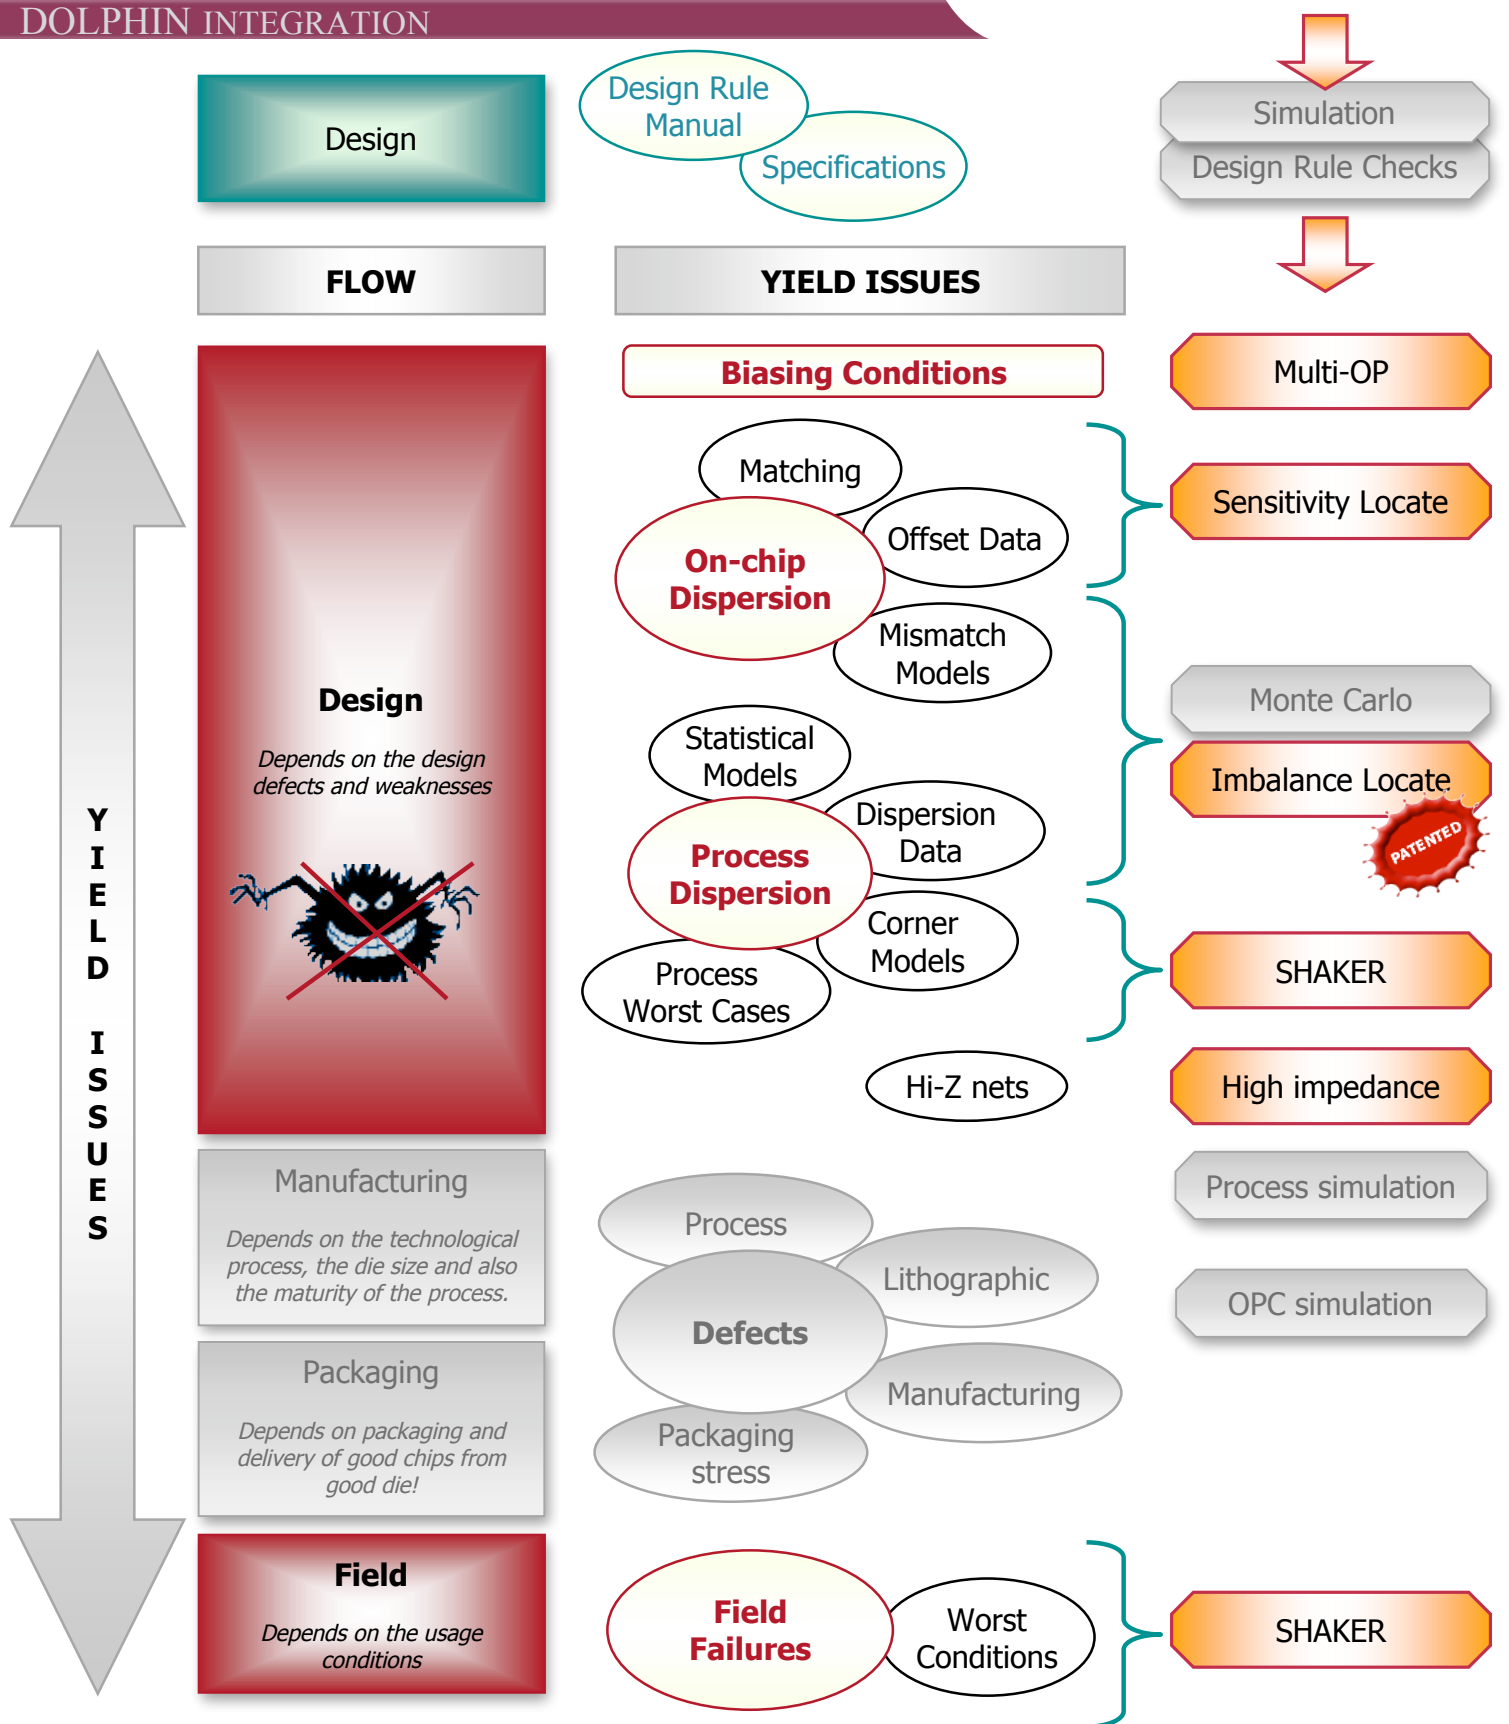 DOLPHIN INTEGRATION
Design
Design Rule
Manual
Specifications
Simulation
Design Rule Checks
FLOW
YIELD ISSUES
YIELD ISSUES
Biasing Conditions
Multi-OP
Matching
Offset Data
On-chip
Dispersion
Mismatch
Models
Sensitivity Locate
Design
Depends on the design
defects and weaknesses
Statistical
Models
Dispersion
Data
Process
Dispersion
Corner
Models
Process
Worst Cases
Monte Carlo
Imbalance Locate
PATENTED
SHAKER
Hi-Z nets
High impedance
Manufacturing
Depends on the technological
process, the die size and also
the maturity of the process.
Process
Lithographic
Defects
Manufacturing
Packaging
stress
Process simulation
OPC simulation
Packaging
Depends on packaging and
delivery of good chips from
good die!
Field
Depends on the usage
conditions
Field
Failures
Worst
Conditions
SHAKER